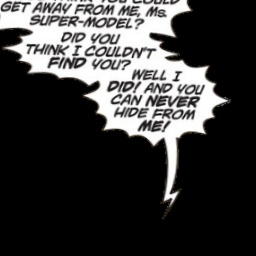 GET AWAY FROM ME, MS.
SUPER-MODEL?
DID YOU
THINK I COULDN'T
FIND YOU?
WELL I
DID! AND YOU
CAN NEVER
HIDE FROM
ME!